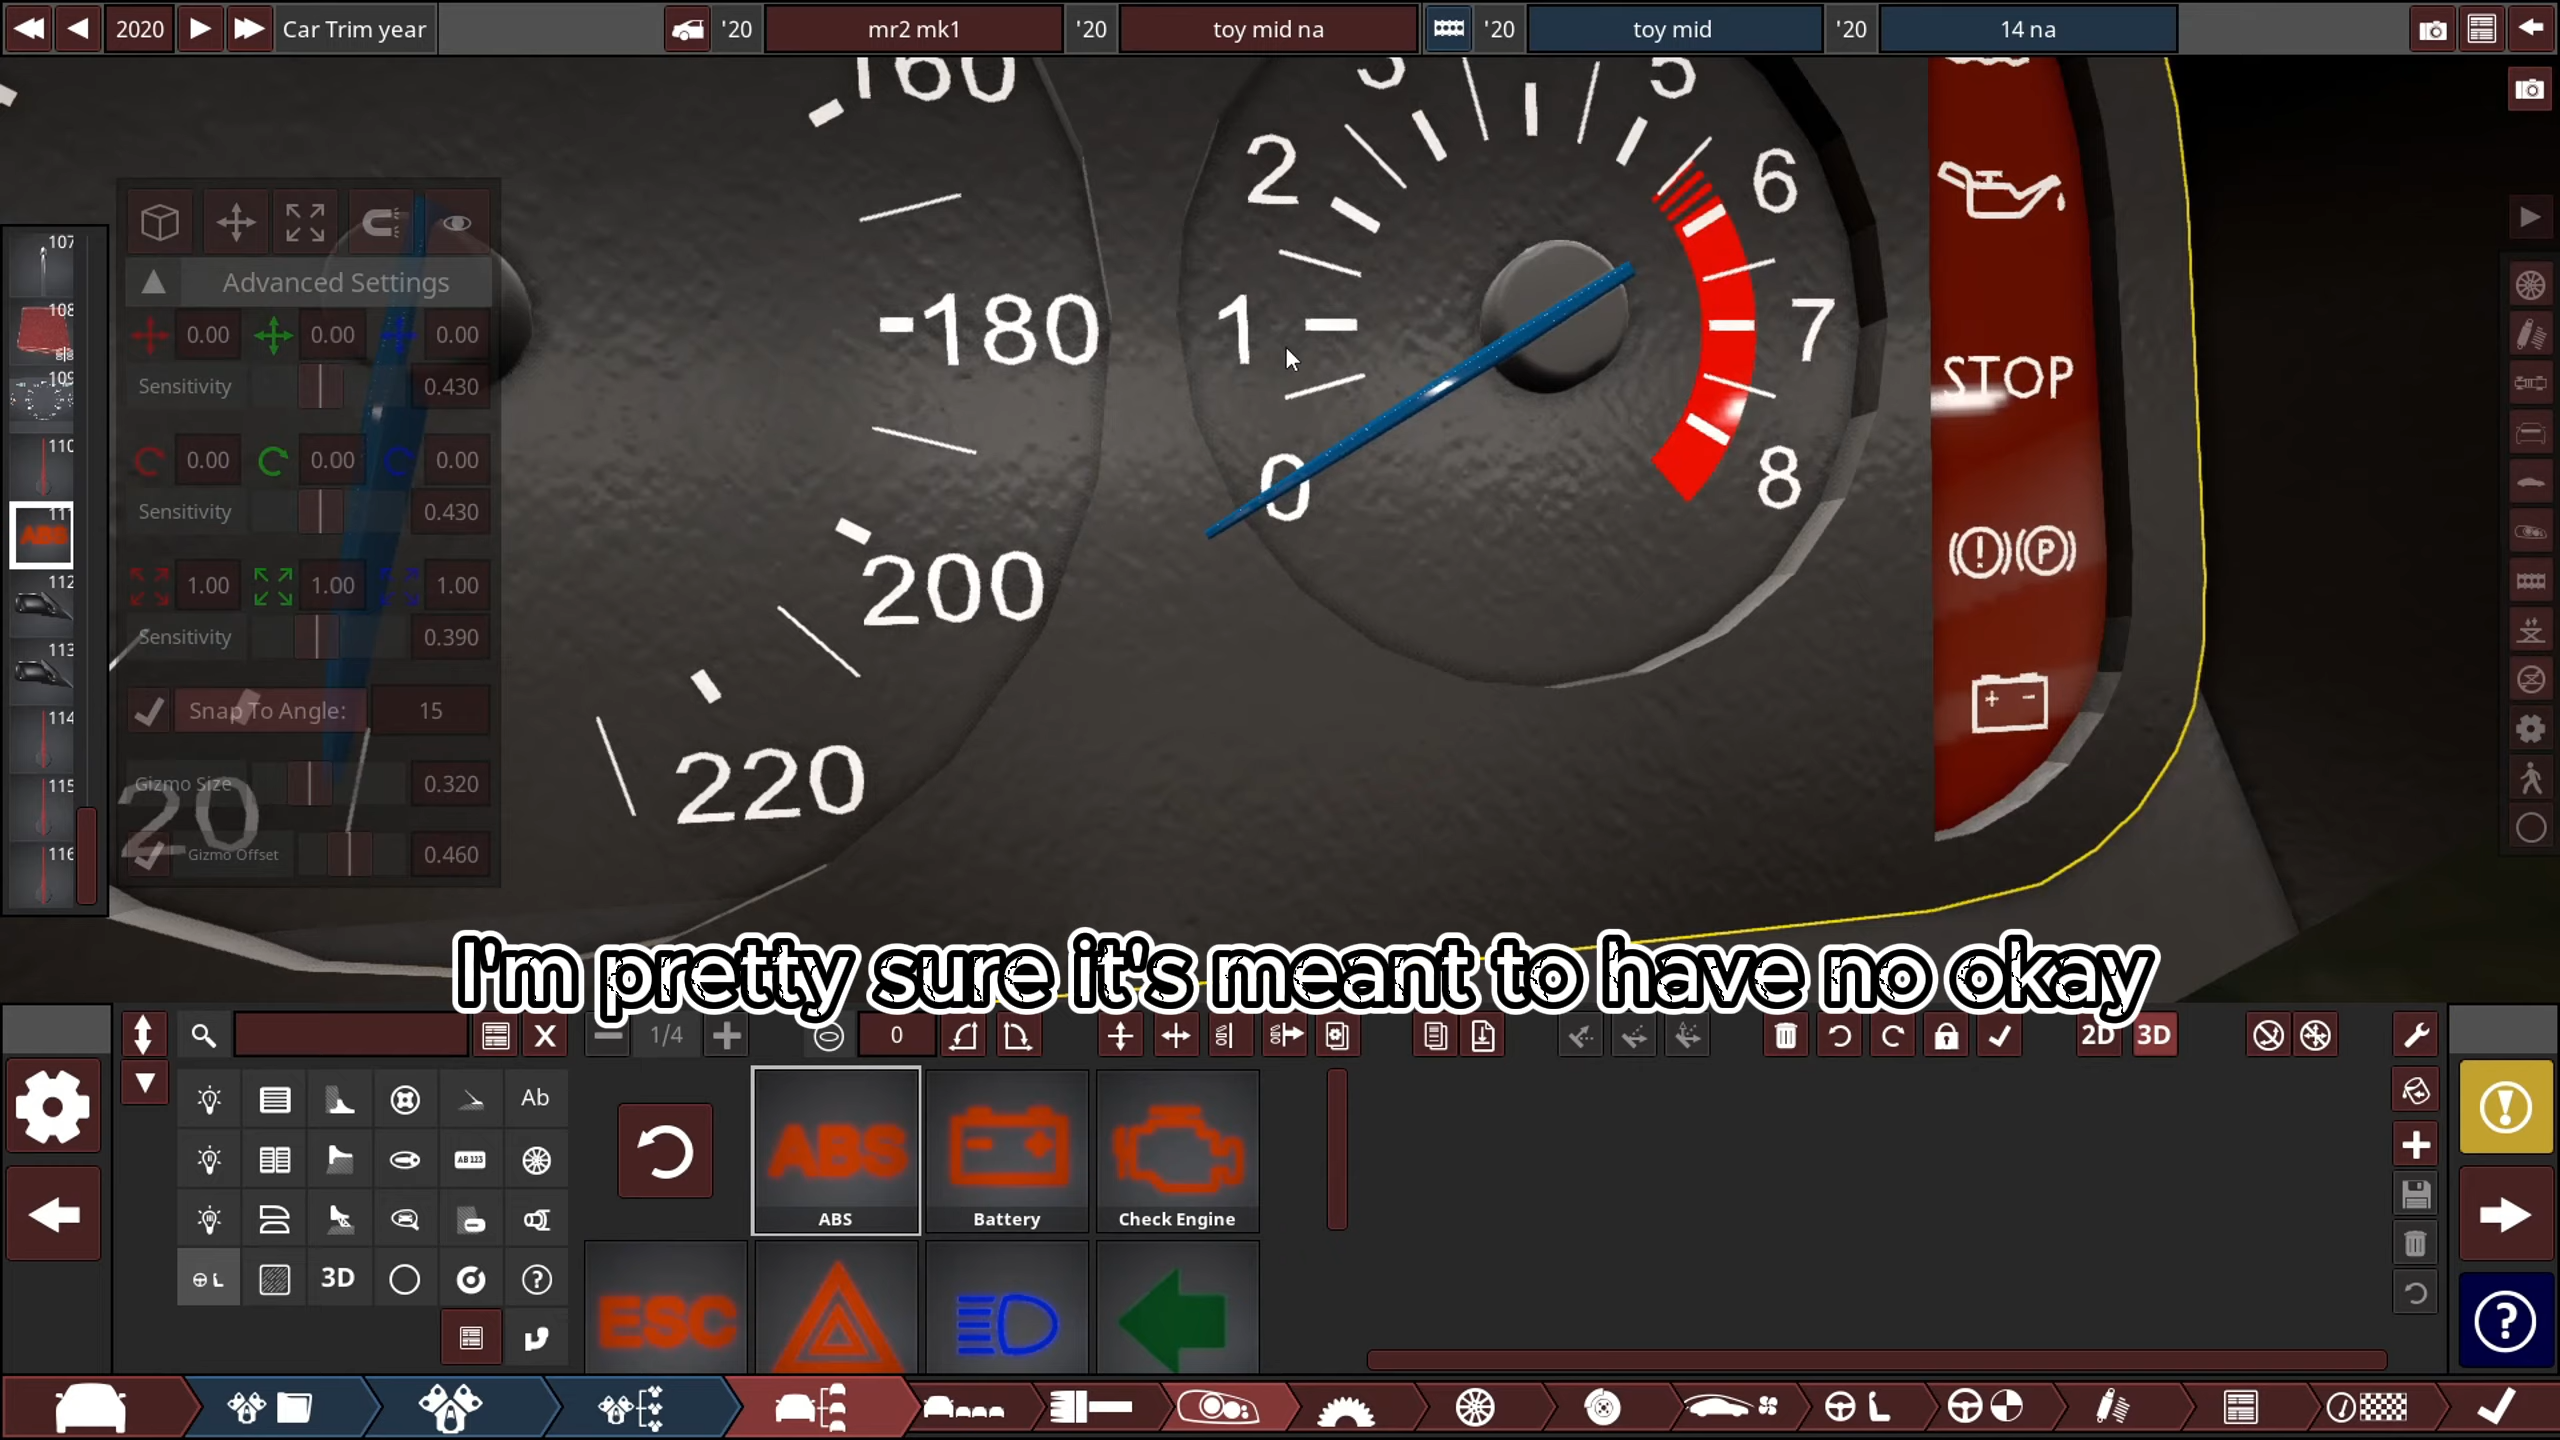 2020
Car Trim year
'20
mr2 mk1
'20
toy mid na
'20
toy mid
'20
14 na
160
180
200
220
20
0
1
2
3
5
6
7
8
STOP
! P
+ -
107
108
109
110
111
ABS
112
113
114
115
116
Advanced Settings
0.00 0.00 0.00
Sensitivity 0.430
0.00 0.00 0.00
Sensitivity 0.430
1.00 1.00 1.00
Sensitivity 0.390
Snap To Angle: 15
Gizmo Size 0.320
Gizmo Offset 0.460
I'm pretty sure it's meant to have no okay
1/4
0
2D
3D
Ab
AB 123
3D
L
?
ABS
ABS
Battery
Check Engine
ESC
!
?